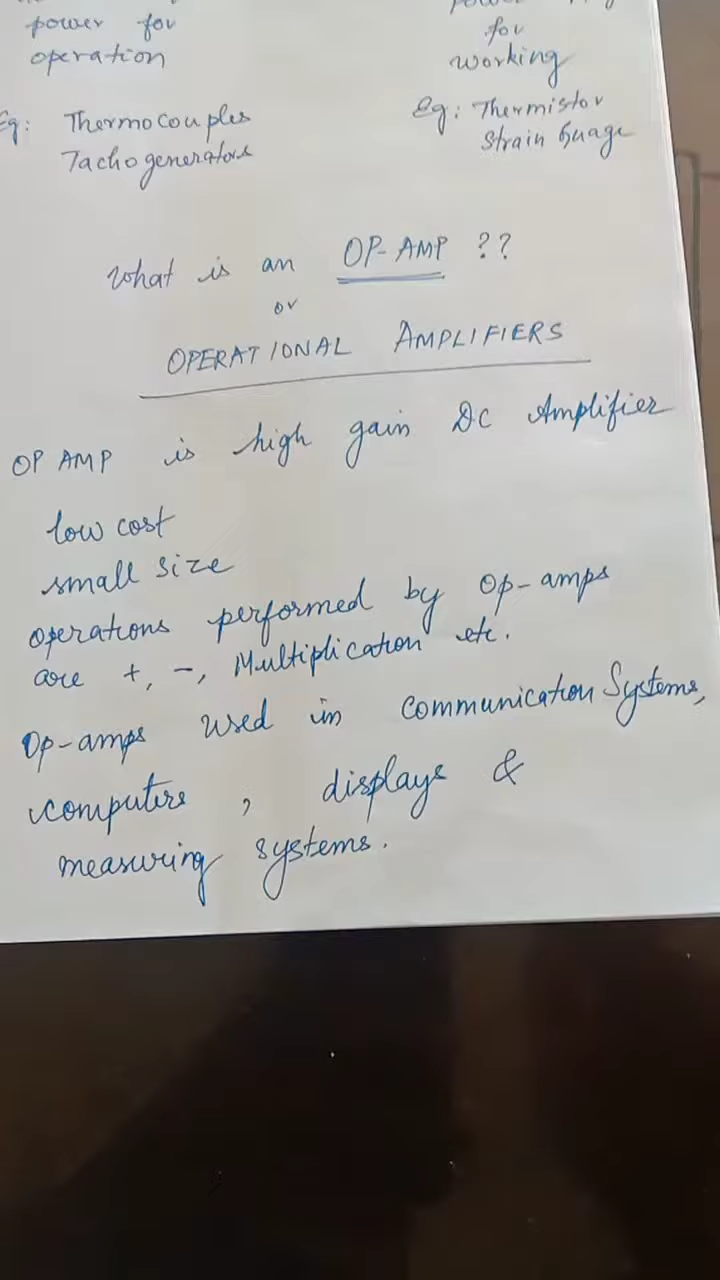 power for
operation
Eg: Thermocouples
Tachogenerators
for
working
Eg: Thermistor
Strain Guage
What is an OP-AMP ??
or
OPERATIONAL AMPLIFIERS
OP AMP is high gain DC Amplifier
low cost
small size
operations performed by Op-amps
are +, -, Multiplication etc.
Op-amps used in Communication Systems,
computers, displays &
measuring systems.